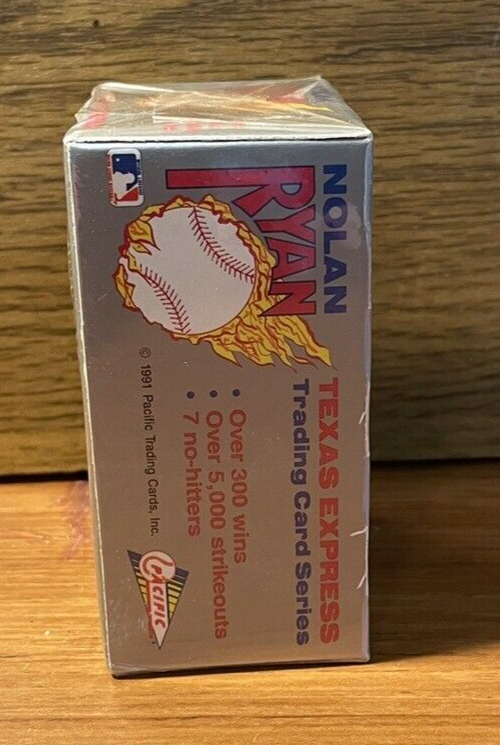 NOLAN
RYAN
TEXAS EXPRESS
Trading Card Series
• Over 300 wins
• Over 5,000 strikeouts
• 7 no-hitters
© 1991 Pacific Trading Cards, Inc.
PACIFIC